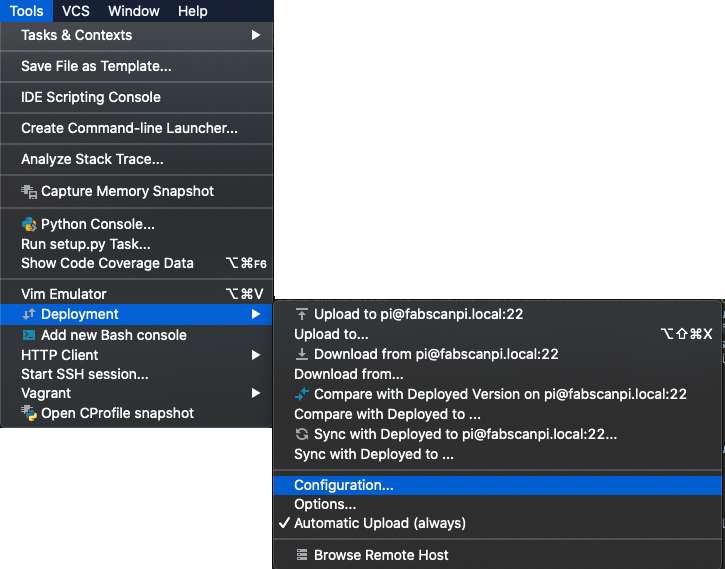 Tools VCS Window Help
Tasks & Contexts
Save File as Template...
IDE Scripting Console
Create Command-line Launcher...
Analyze Stack Trace...
Capture Memory Snapshot
Python Console...
Run setup.py Task...
Show Code Coverage Data ⌥⌘F6
Vim Emulator ⌥⌘V
Deployment
Add new Bash console
HTTP Client
Start SSH session...
Vagrant
Open CProfile snapshot
Upload to pi@fabscanpi.local:22
Upload to... ⌥⇧⌘X
Download from pi@fabscanpi.local:22
Download from...
Compare with Deployed Version on pi@fabscanpi.local:22
Compare with Deployed to ...
Sync with Deployed to pi@fabscanpi.local:22...
Sync with Deployed to ...
Configuration...
Options...
✓ Automatic Upload (always)
Browse Remote Host